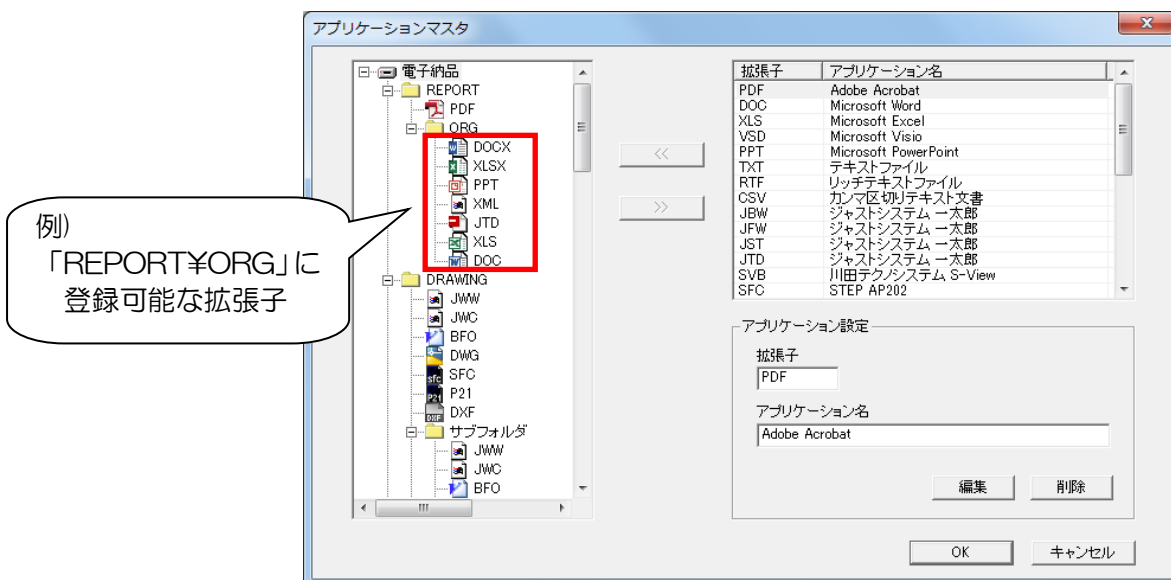 アプリケーションマスタ
電子納品
REPORT
PDF
ORG
DOCX
XLSX
PPT
XML
JTD
XLS
DOC
DRAWING
JWW
JWC
BFO
DWG
SFC
P21
DXF
サブフォルダ
JWW
JWC
BFO
例)
「REPORT¥ORG」に
登録可能な拡張子
<<
>>
拡張子 アプリケーション名
PDF Adobe Acrobat
DOC Microsoft Word
XLS Microsoft Excel
VSD Microsoft Visio
PPT Microsoft PowerPoint
TXT テキストファイル
RTF リッチテキストファイル
CSV カンマ区切りテキスト文書
JBW ジャストシステム 一太郎
JFW ジャストシステム 一太郎
JST ジャストシステム 一太郎
JTD ジャストシステム 一太郎
SVB 川田テクノシステム S-View
SFC STEP AP202
アプリケーション設定
拡張子
PDF
アプリケーション名
Adobe Acrobat
編集 削除
OK キャンセル